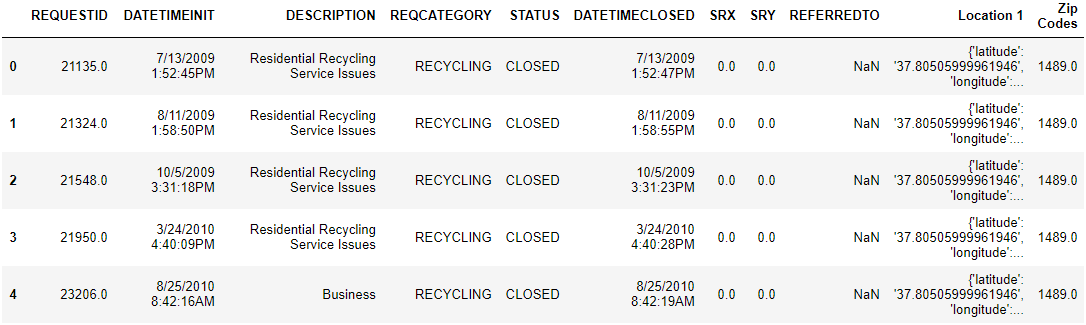 REQUESTID DATETIMEINIT DESCRIPTION REQCATEGORY STATUS DATETIMECLOSED SRX SRY REFERREDTO Location 1 Zip Codes
0 21135.0 7/13/2009 1:52:45PM Residential Recycling Service Issues RECYCLING CLOSED 7/13/2009 1:52:47PM 0.0 0.0 NaN {'latitude': '37.80505999961946', 'longitude':... 1489.0
1 21324.0 8/11/2009 1:58:50PM Residential Recycling Service Issues RECYCLING CLOSED 8/11/2009 1:58:55PM 0.0 0.0 NaN {'latitude': '37.80505999961946', 'longitude':... 1489.0
2 21548.0 10/5/2009 3:31:18PM Residential Recycling Service Issues RECYCLING CLOSED 10/5/2009 3:31:23PM 0.0 0.0 NaN {'latitude': '37.80505999961946', 'longitude':... 1489.0
3 21950.0 3/24/2010 4:40:09PM Residential Recycling Service Issues RECYCLING CLOSED 3/24/2010 4:40:28PM 0.0 0.0 NaN {'latitude': '37.80505999961946', 'longitude':... 1489.0
4 23206.0 8/25/2010 8:42:16AM Business RECYCLING CLOSED 8/25/2010 8:42:19AM 0.0 0.0 NaN {'latitude': '37.80505999961946', 'longitude':... 1489.0